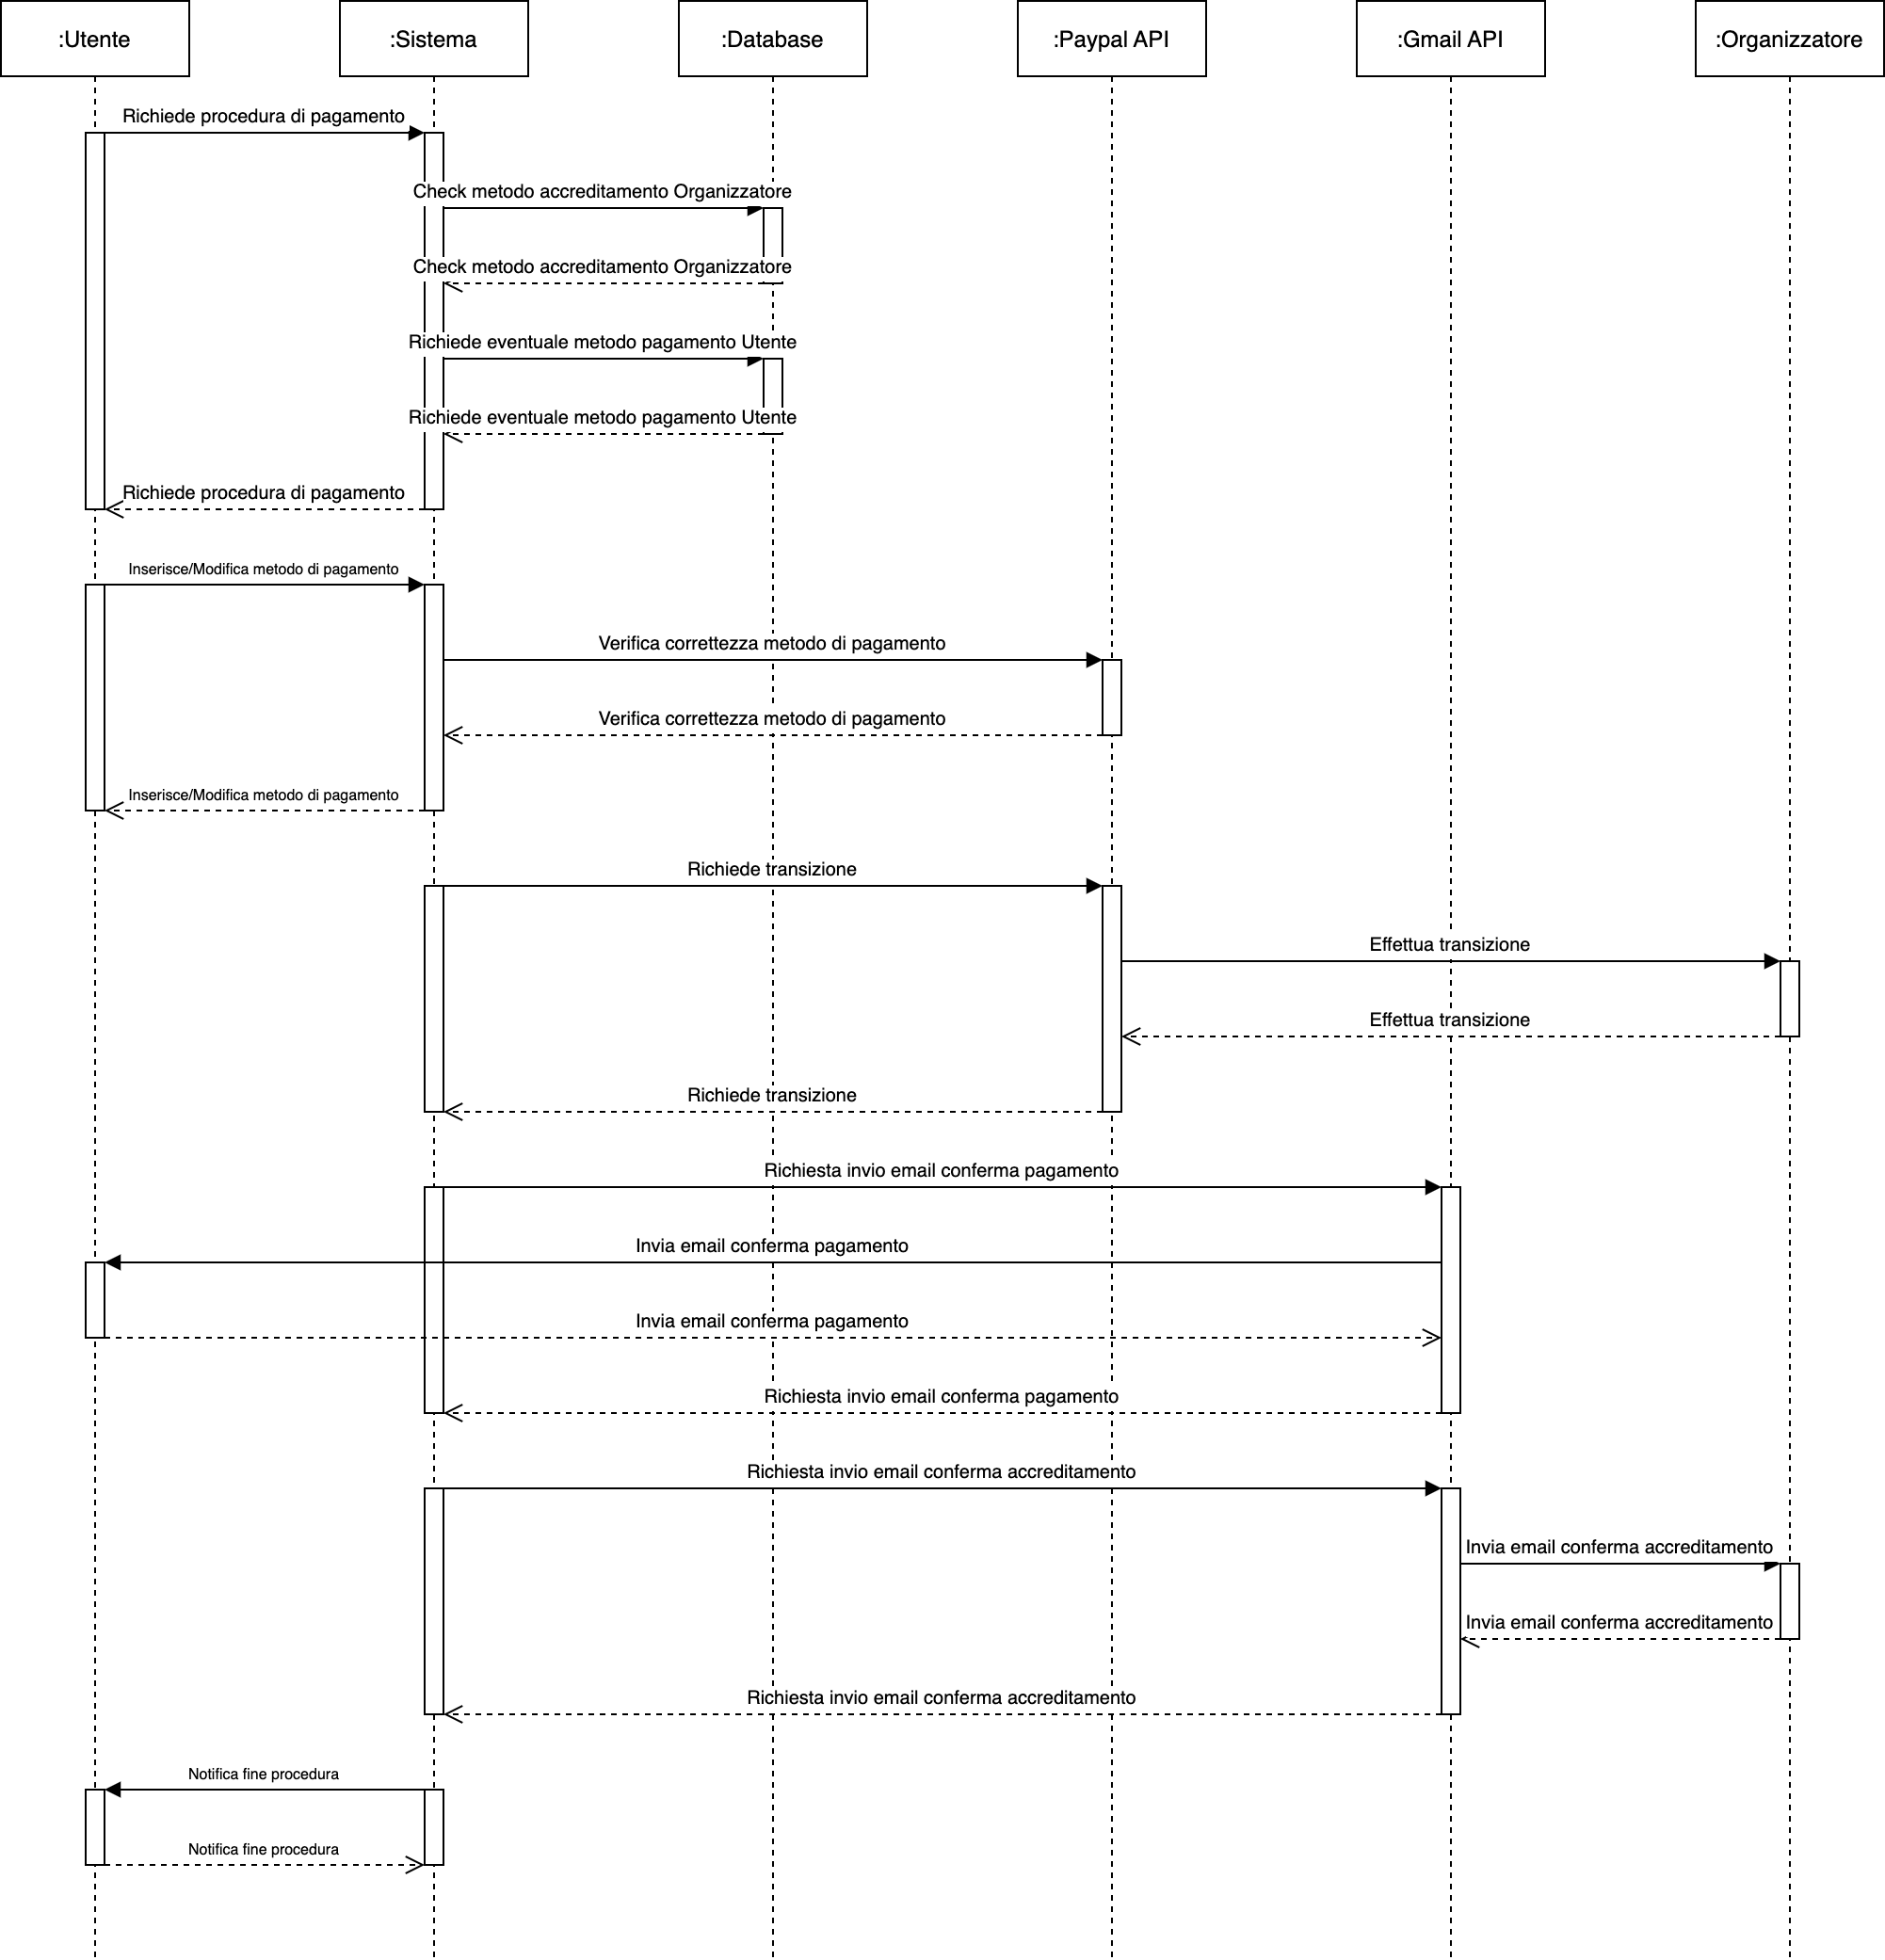 :Utente
:Sistema
:Database
:Paypal API
:Gmail API
:Organizzatore
Richiede procedura di pagamento
Check metodo accreditamento Organizzatore
Check metodo accreditamento Organizzatore
Richiede eventuale metodo pagamento Utente
Richiede eventuale metodo pagamento Utente
Richiede procedura di pagamento
Inserisce/Modifica metodo di pagamento
Verifica correttezza metodo di pagamento
Verifica correttezza metodo di pagamento
Inserisce/Modifica metodo di pagamento
Richiede transizione
Effettua transizione
Effettua transizione
Richiede transizione
Richiesta invio email conferma pagamento
Invia email conferma pagamento
Invia email conferma pagamento
Richiesta invio email conferma pagamento
Richiesta invio email conferma accreditamento
Invia email conferma accreditamento
Invia email conferma accreditamento
Richiesta invio email conferma accreditamento
Notifica fine procedura
Notifica fine procedura